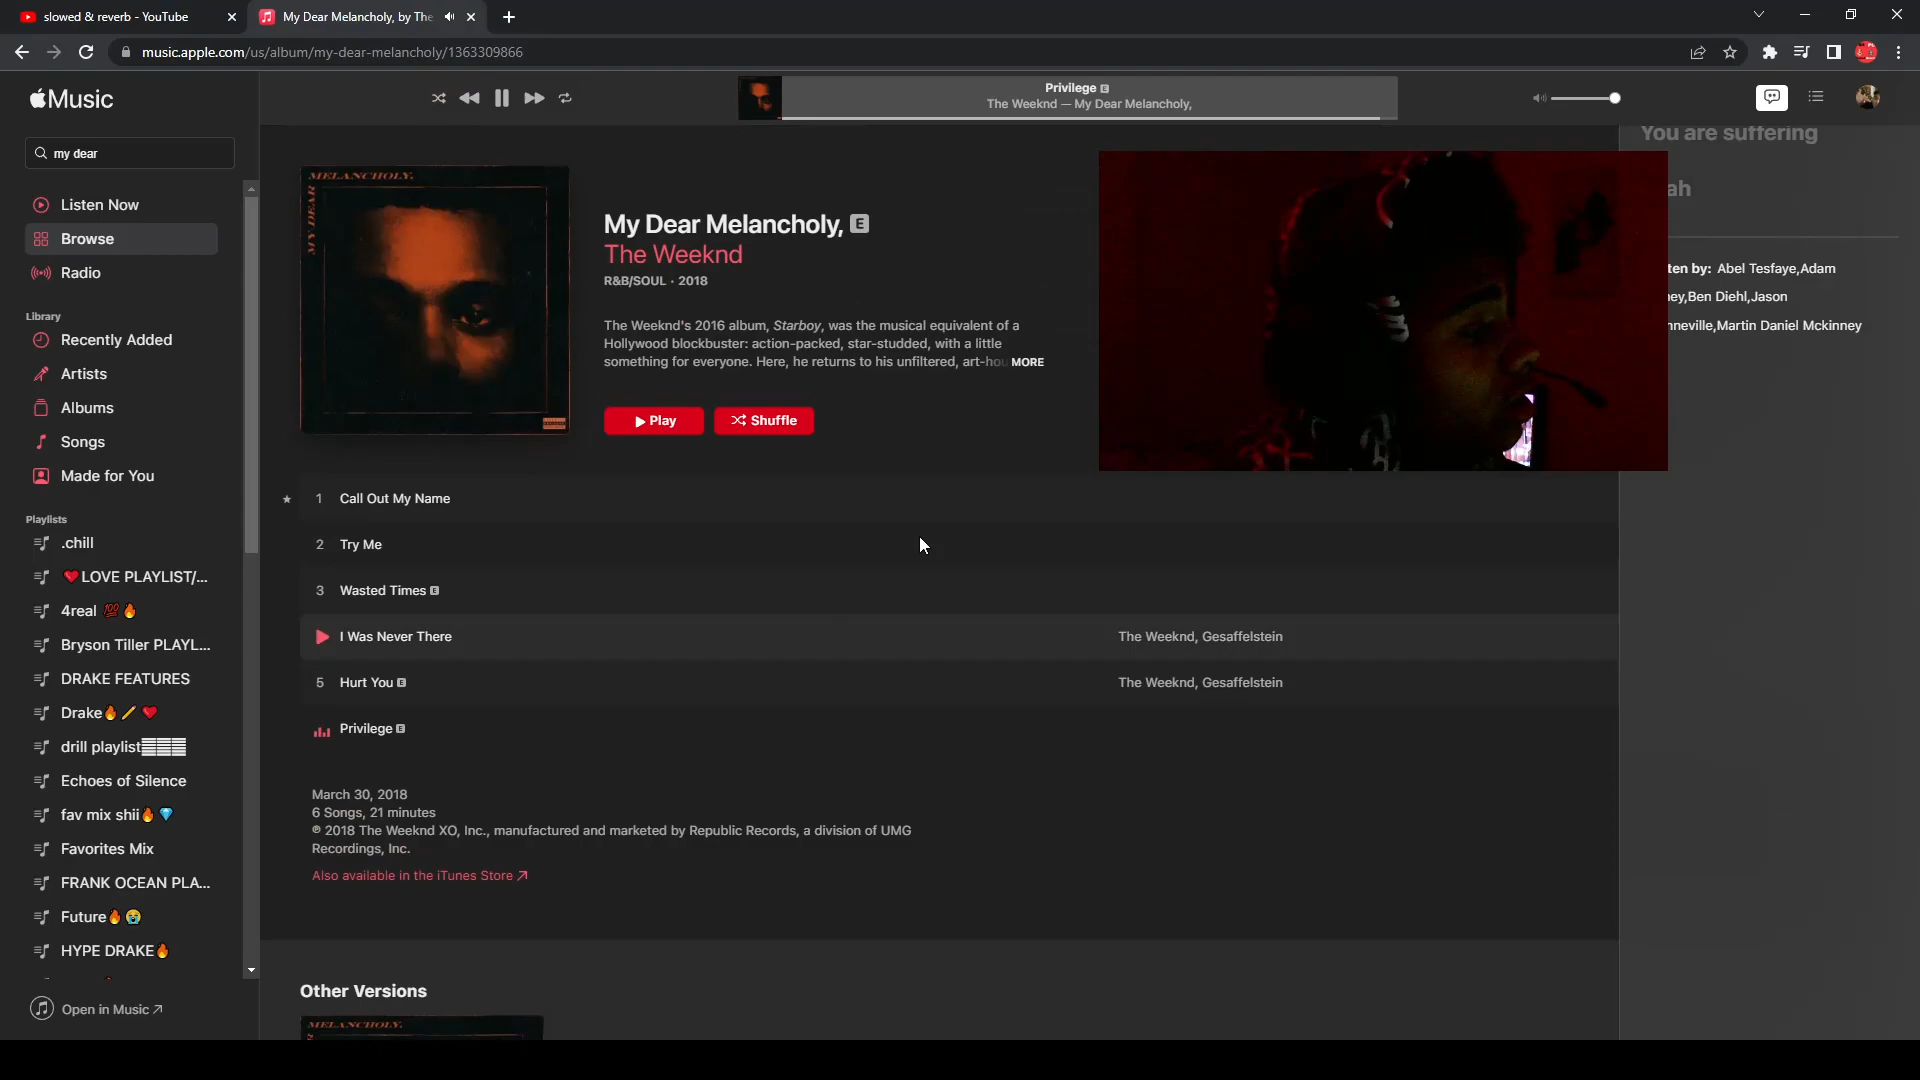 slowed & reverb - YouTube
My Dear Melancholy, by The
music.apple.com/us/album/my-dear-melancholy/1363309866
Music
Privilege E
The Weeknd — My Dear Melancholy,
my dear
Listen Now
Browse
Radio
Library
Recently Added
Artists
Albums
Songs
Made for You
Playlists
.chill
❤LOVE PLAYLIST/...
4real 💯🔥
Bryson Tiller PLAYL...
DRAKE FEATURES
Drake🔥
drill playlist
Echoes of Silence
fav mix shii🔥💎
Favorites Mix
FRANK OCEAN PLA...
Future🔥😭
HYPE DRAKE🔥
Open in Music
MELANCHOLY.
MY DEAR
My Dear Melancholy, E
The Weeknd
R&B/SOUL · 2018
The Weeknd's 2016 album, Starboy, was the musical equivalent of a
Hollywood blockbuster: action-packed, star-studded, with a little
something for everyone. Here, he returns to his unfiltered, art-hou MORE
Play
Shuffle
1 Call Out My Name
2 Try Me
3 Wasted Times E
I Was Never There The Weeknd, Gesaffelstein
5 Hurt You E The Weeknd, Gesaffelstein
Privilege E
March 30, 2018
6 Songs, 21 minutes
℗ 2018 The Weeknd XO, Inc., manufactured and marketed by Republic Records, a division of UMG
Recordings, Inc.
Also available in the iTunes Store
Other Versions
MELANCHOLY.
You are suffering
ah
ten by: Abel Tesfaye,Adam
ey,Ben Diehl,Jason
nneville,Martin Daniel Mckinney